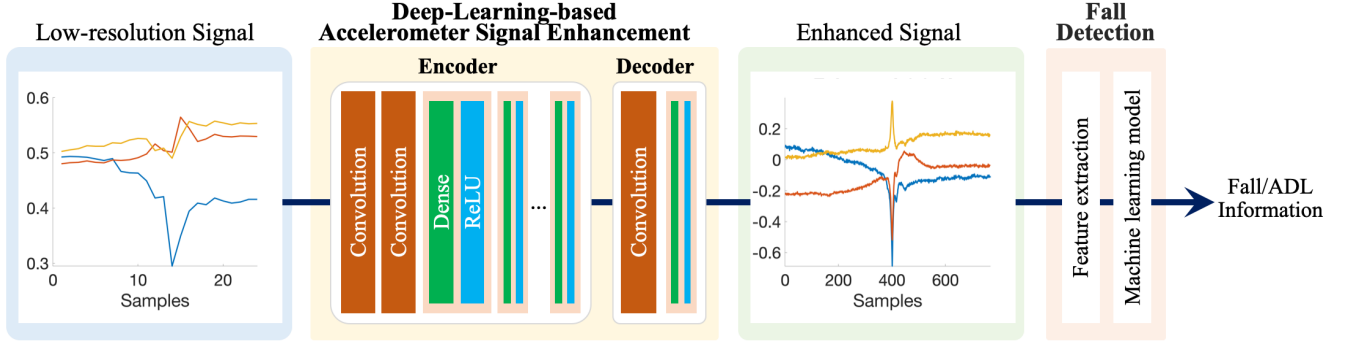 Low-resolution Signal
Deep-Learning-based
Accelerometer Signal Enhancement
Enhanced Signal
Fall
Detection
Encoder
Decoder
0.6
0.5
0.4
0.3
0
10
20
Samples
Convolution
Convolution
Dense
ReLU
...
Convolution
0.2
0
-0.2
-0.4
-0.6
0
200
400
600
Samples
Feature extraction
Machine learning model
Fall/ADL
Information